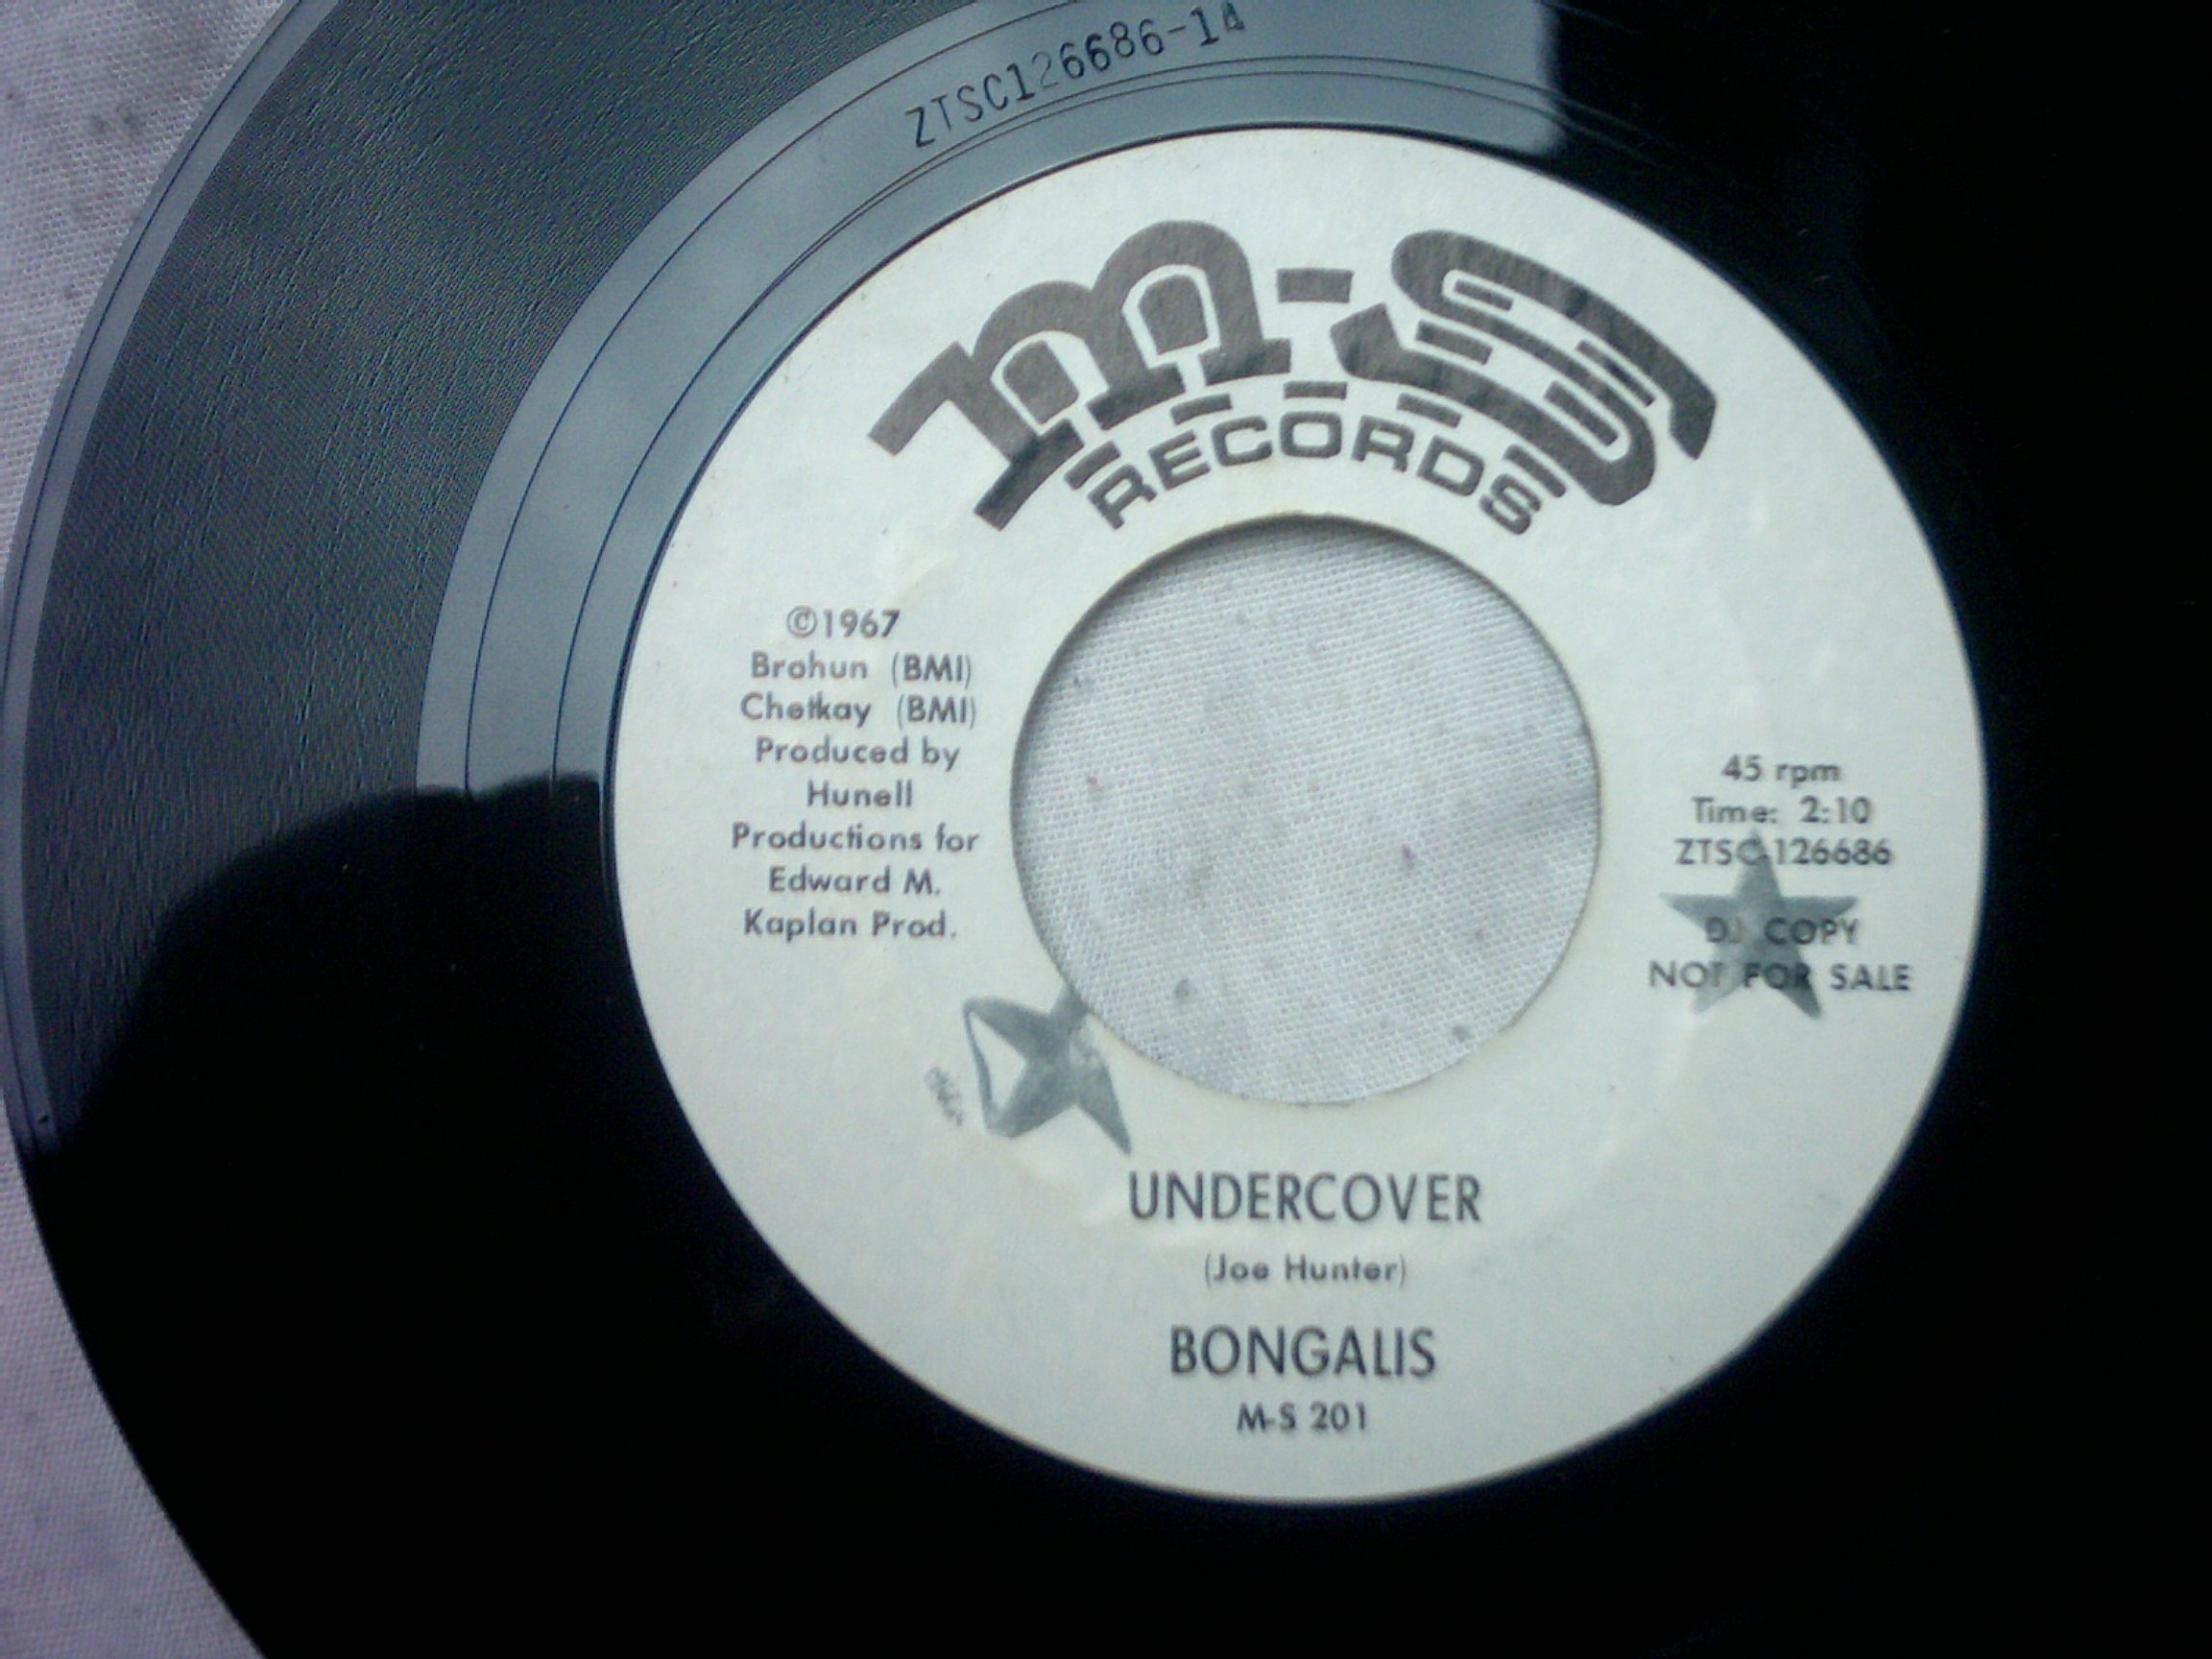 ZTSC126686-1A
m-s
RECORDS
©1967
Brohun (BMI)
Chetkay (BMI)
Produced by
Hunell
Productions for
Edward M.
Kaplan Prod.
45 rpm
Time: 2:10
ZTSC 126686
DJ COPY
NOT FOR SALE
UNDERCOVER
(Joe Hunter)
BONGALIS
M-S 201